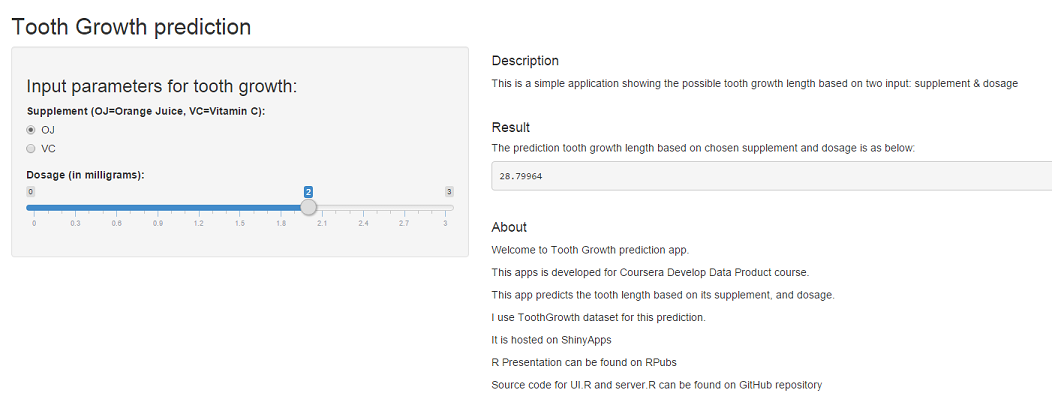 Tooth Growth prediction
Input parameters for tooth growth:
Supplement (OJ=Orange Juice, VC=Vitamin C):
OJ
VC
Dosage (in milligrams):
0 2 3
0 0.3 0.6 0.9 1.2 1.5 1.8 2.1 2.4 2.7 3
Description
This is a simple application showing the possible tooth growth length based on two input: supplement & dosage
Result
The prediction tooth growth length based on chosen supplement and dosage is as below:
28.79964
About
Welcome to Tooth Growth prediction app.
This apps is developed for Coursera Develop Data Product course.
This app predicts the tooth length based on its supplement, and dosage.
I use ToothGrowth dataset for this prediction.
It is hosted on ShinyApps
R Presentation can be found on RPubs
Source code for UI.R and server.R can be found on GitHub repository